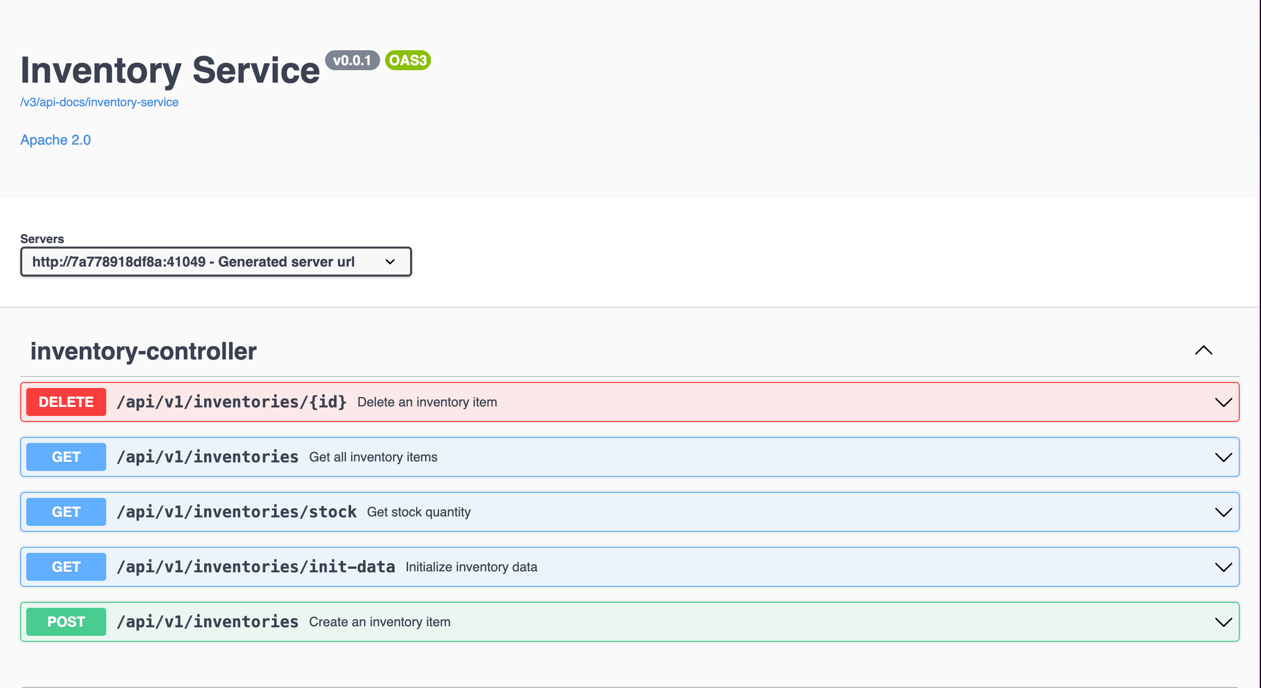 Inventory Service v0.0.1 OAS3
/v3/api-docs/inventory-service
Apache 2.0
Servers
http://7a778918df8a:41049 - Generated server url
inventory-controller
DELETE /api/v1/inventories/{id} Delete an inventory item
GET /api/v1/inventories Get all inventory items
GET /api/v1/inventories/stock Get stock quantity
GET /api/v1/inventories/init-data Initialize inventory data
POST /api/v1/inventories Create an inventory item